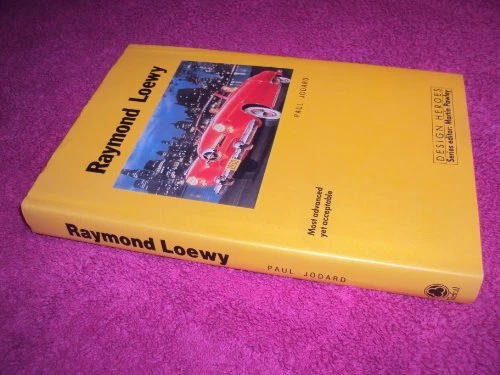 Raymond Loewy
PAUL JODARD
Most advanced
yet acceptable
DESIGN HEROES
Series editor: Martin Pawley
Raymond Loewy
PAUL JODARD